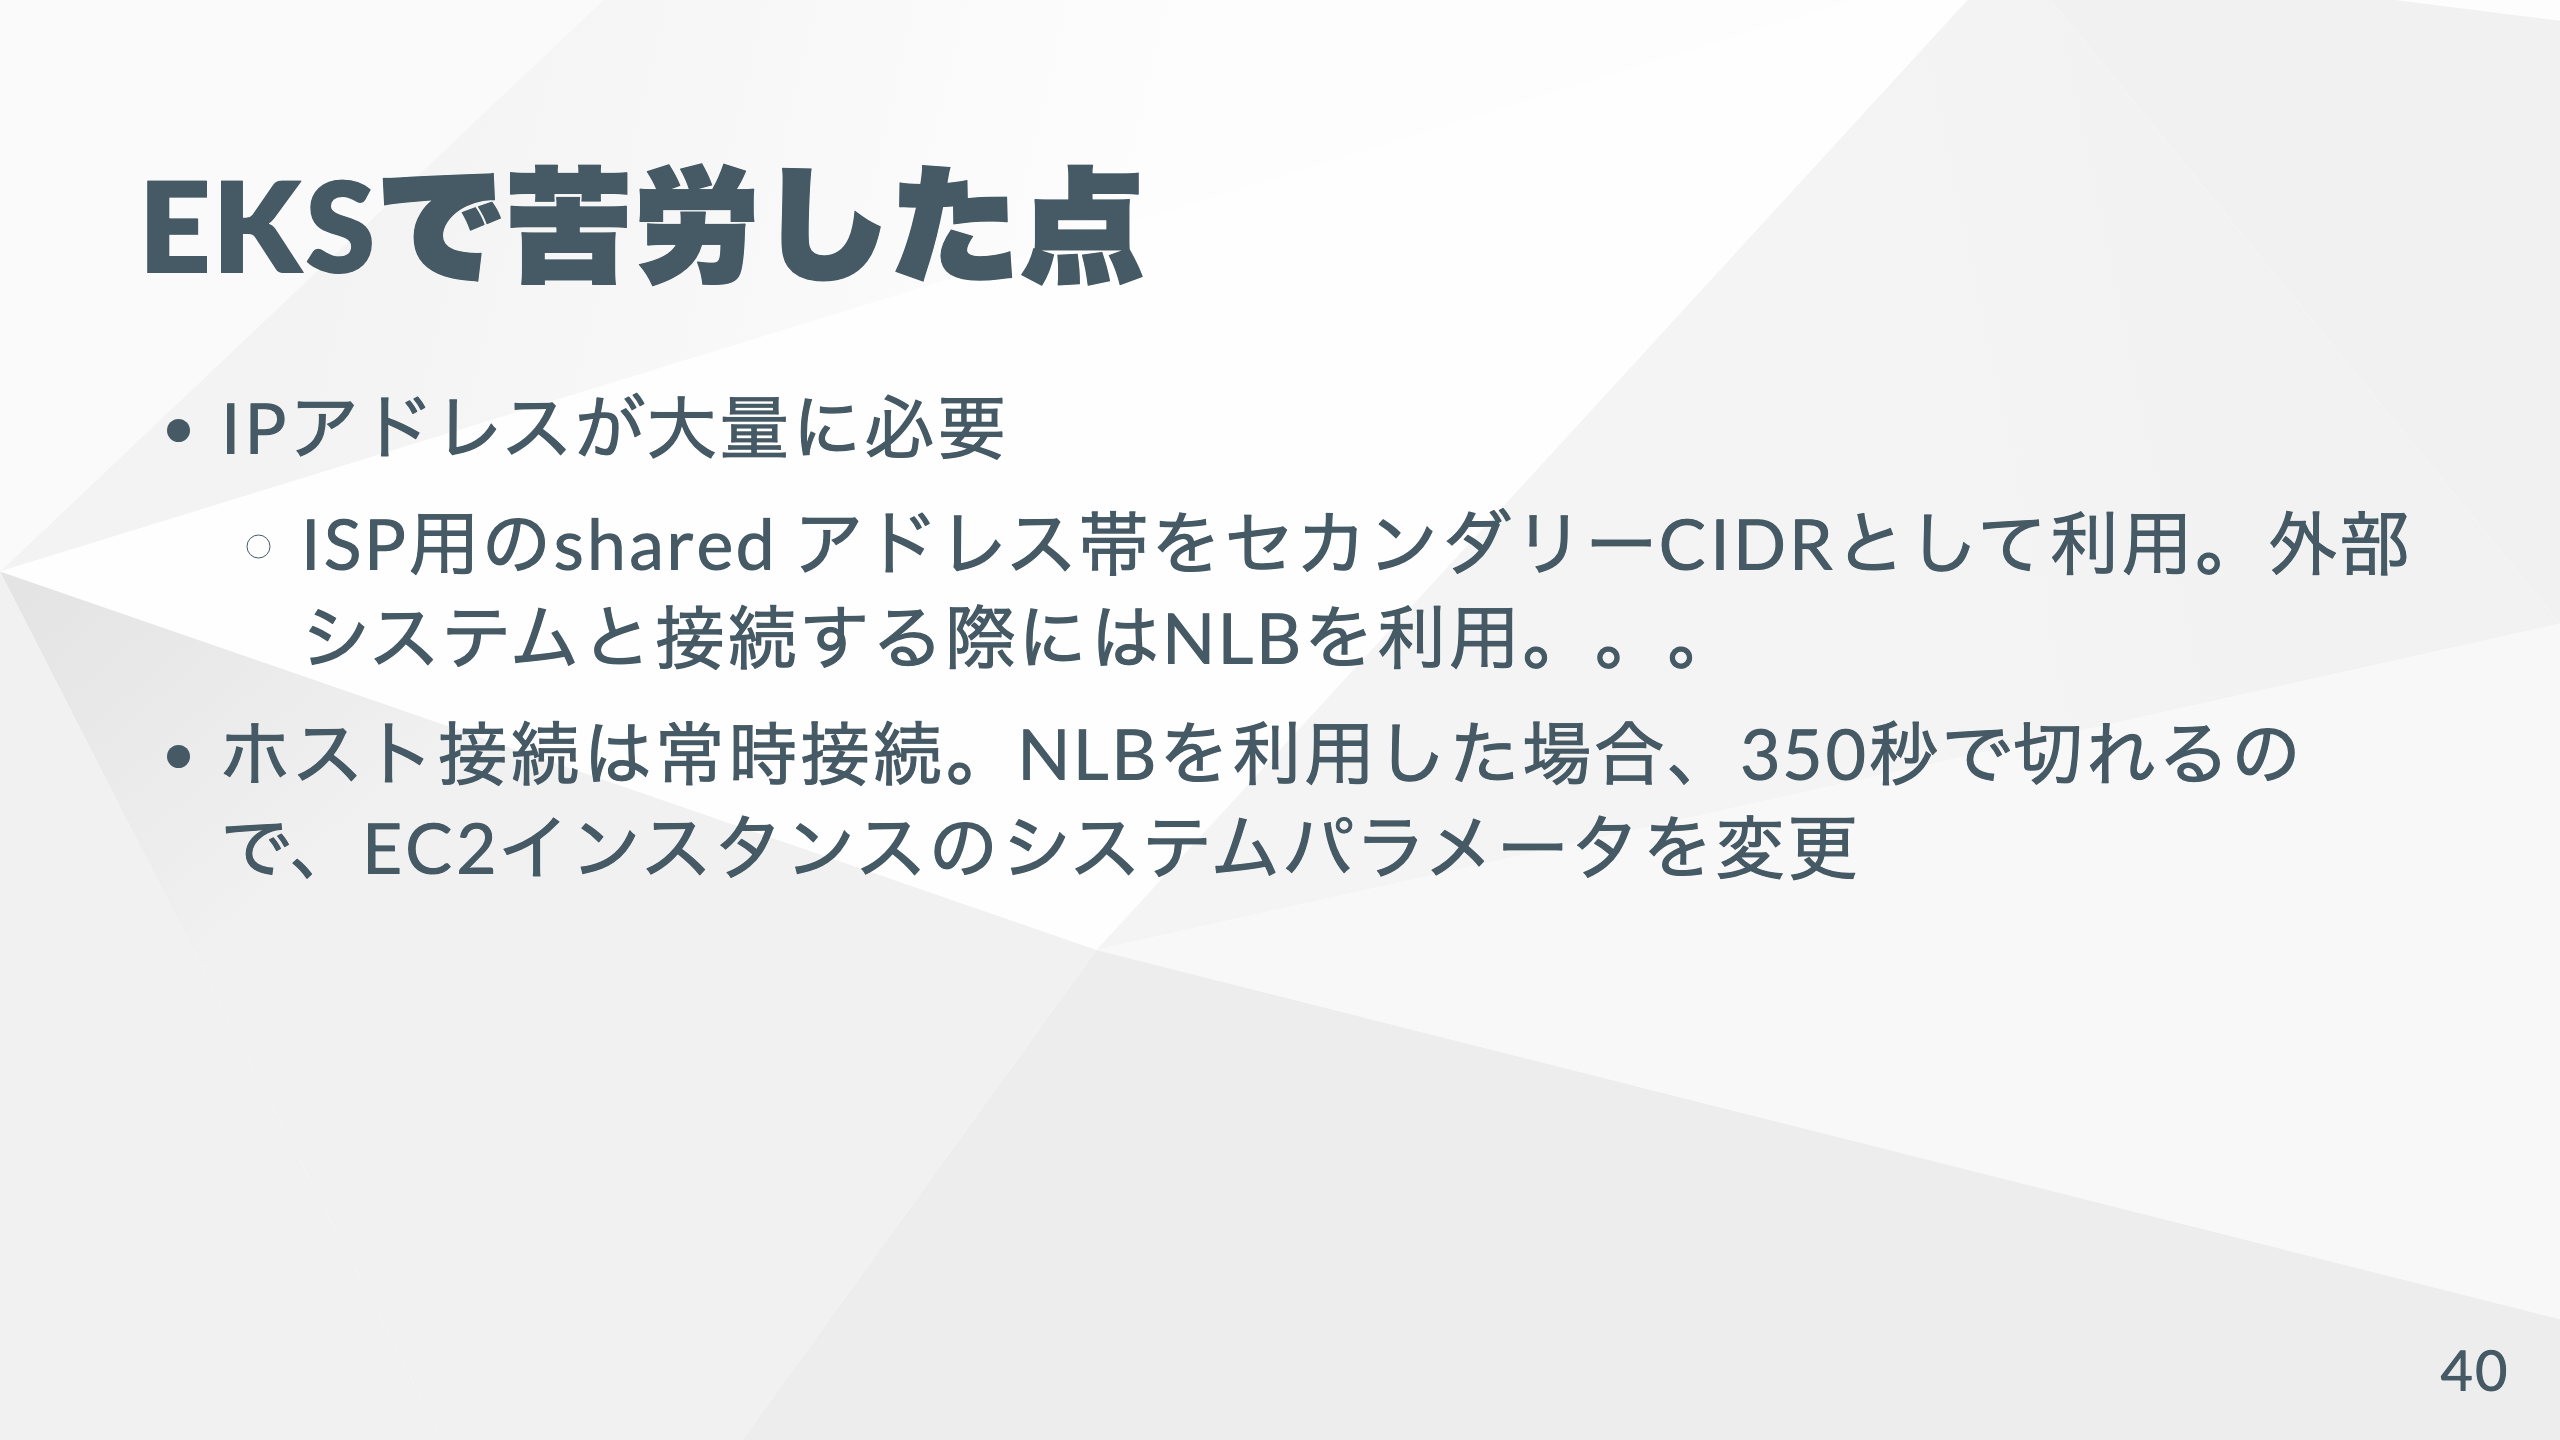 EKSで苦労した点
• IPアドレスが大量に必要
○ ISP用のshared アドレス帯をセカンダリーCIDRとして利用。外部
システムと接続する際にはNLBを利用。。。
• ホスト接続は常時接続。NLBを利用した場合、350秒で切れるの
で、EC2インスタンスのシステムパラメータを変更
40